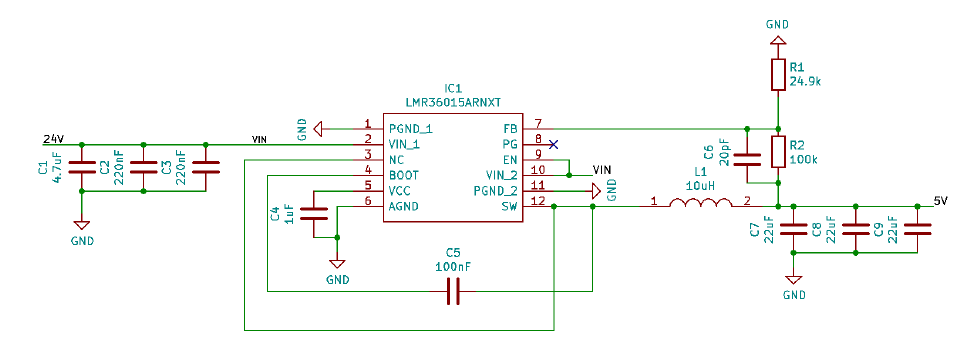 GND
R1
24.9k
IC1
LMR36015ARNXT
GND
1
PGND_1
FB
7
24V
VIN
2
VIN_1
PG
8
C6
20pF
R2
100k
C1
4.7uF
C2
220nF
C3
220nF
3
NC
EN
9
4
BOOT
VIN_2
10
VIN
L1
10uH
5
VCC
PGND_2
11
GND
C4
1uF
6
AGND
SW
12
1
2
5V
GND
C7
22uF
C8
22uF
C9
22uF
C5
100nF
GND
GND